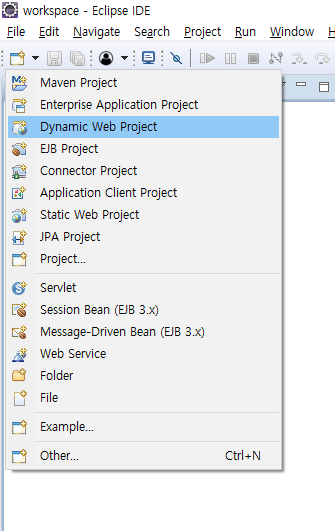 workspace - Eclipse IDE
File Edit Navigate Search Project Run Window H
Maven Project
Enterprise Application Project
Dynamic Web Project
EJB Project
Connector Project
Application Client Project
Static Web Project
JPA Project
Project...
Servlet
Session Bean (EJB 3.x)
Message-Driven Bean (EJB 3.x)
Web Service
Folder
File
Example...
Other... Ctrl+N